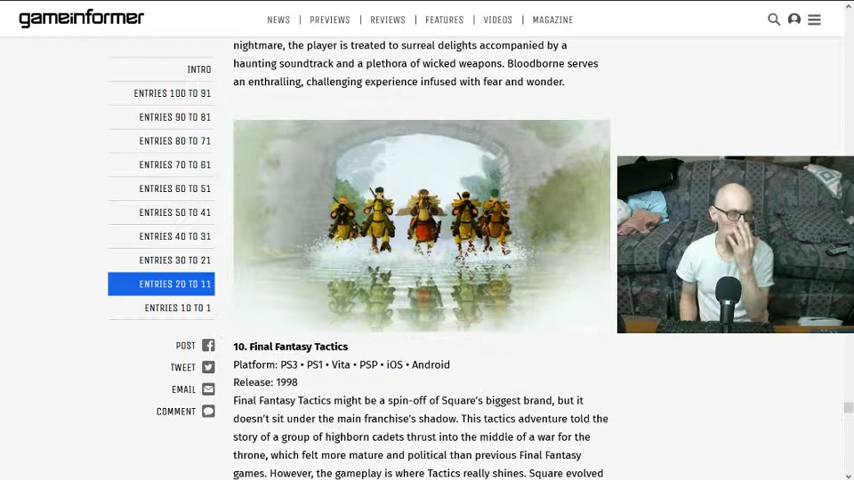 gameinformer
NEWS | PREVIEWS | REVIEWS | FEATURES | VIDEOS | MAGAZINE
nightmare, the player is treated to surreal delights accompanied by a
haunting soundtrack and a plethora of wicked weapons. Bloodborne serves
an enthralling, challenging experience infused with fear and wonder.
INTRO
ENTRIES 100 TO 91
ENTRIES 90 TO 81
ENTRIES 80 TO 71
ENTRIES 70 TO 61
ENTRIES 60 TO 51
ENTRIES 50 TO 41
ENTRIES 40 TO 31
ENTRIES 30 TO 21
ENTRIES 20 TO 11
ENTRIES 10 TO 1
POST
TWEET
EMAIL
COMMENT
10. Final Fantasy Tactics
Platform: PS3 • PS1 • Vita • PSP • iOS • Android
Release: 1998
Final Fantasy Tactics might be a spin-off of Square's biggest brand, but it
doesn't sit under the main franchise's shadow. This tactics adventure told the
story of a group of highborn cadets thrust into the middle of a war for the
throne, which felt more mature and political than previous Final Fantasy
games. However, the gameplay is where Tactics really shines. Square evolved